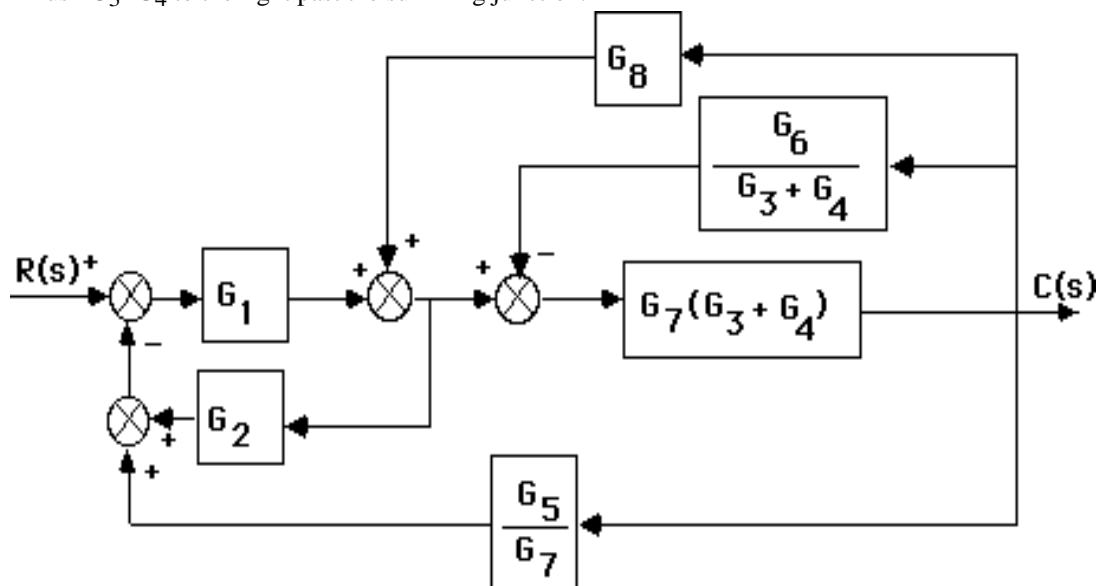 G8
G6
G3 + G4
R(s) +
+
+
+
−
G1
G7(G3 + G4)
C(s)
−
G2
+
+
G5
G7